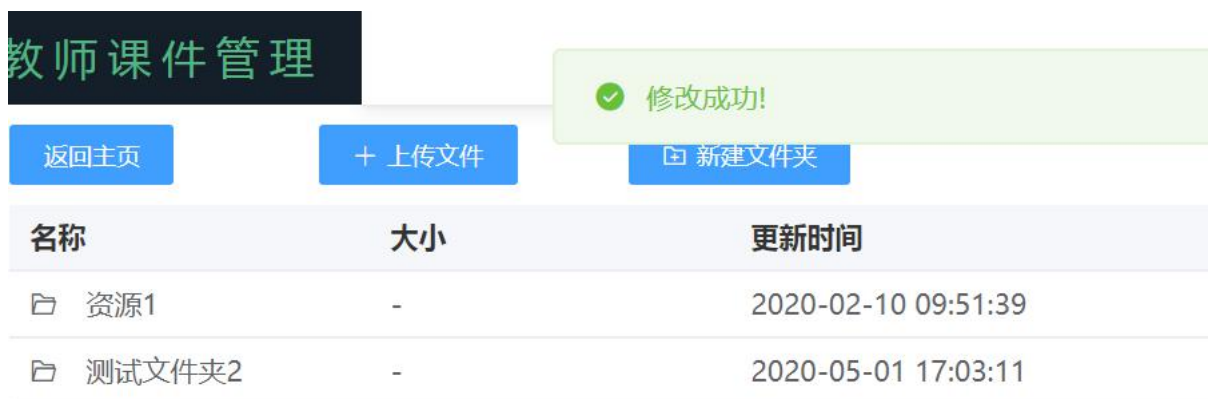 教师课件管理
修改成功!
返回主页 + 上传文件 新建文件夹
名称 大小 更新时间
资源1 - 2020-02-10 09:51:39
测试文件夹2 - 2020-05-01 17:03:11